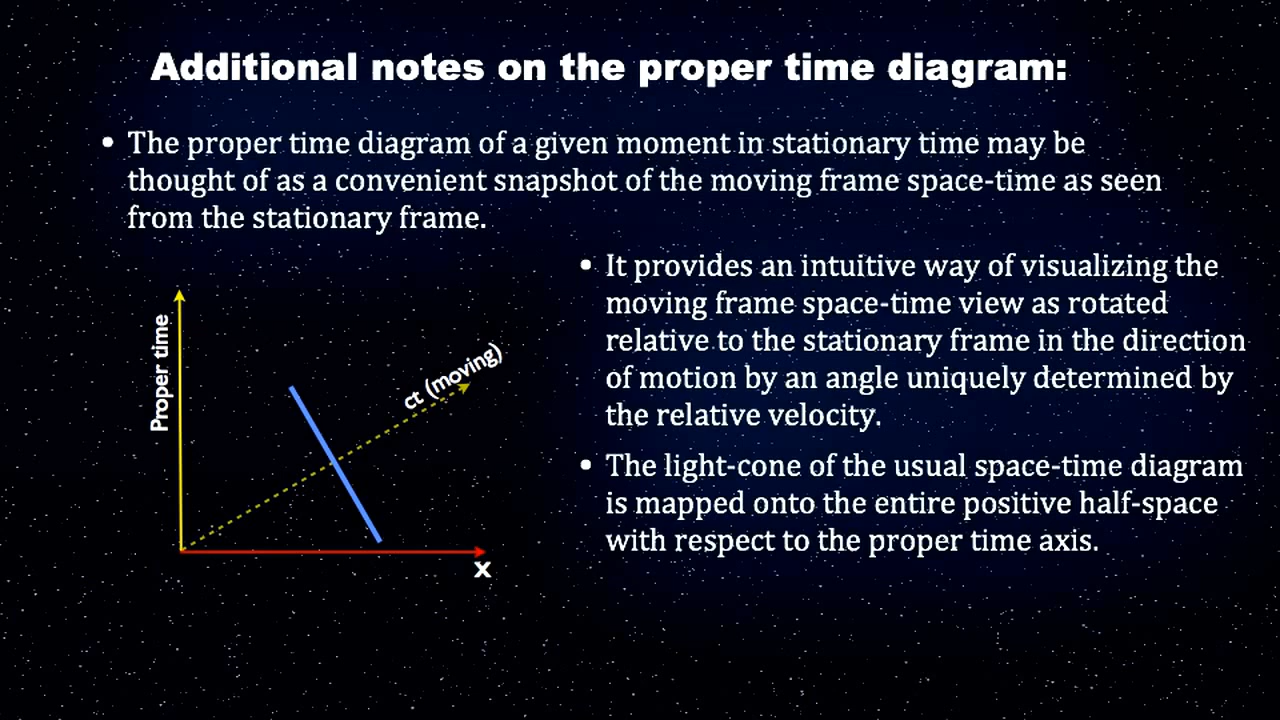 Additional notes on the proper time diagram:
• The proper time diagram of a given moment in stationary time may be
thought of as a convenient snapshot of the moving frame space-time as seen
from the stationary frame.
• It provides an intuitive way of visualizing the
moving frame space-time view as rotated
relative to the stationary frame in the direction
of motion by an angle uniquely determined by
the relative velocity.
• The light-cone of the usual space-time diagram
is mapped onto the entire positive half-space
with respect to the proper time axis.
Proper time
ct (moving)
x